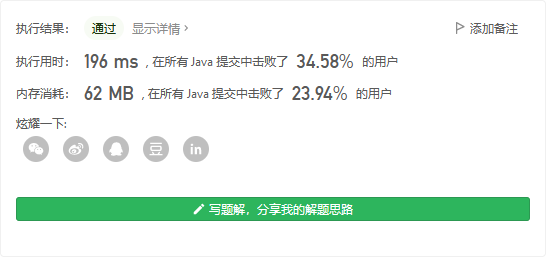 执行结果： 通过 显示详情 › 添加备注
执行用时： 196 ms , 在所有 Java 提交中击败了 34.58% 的用户
内存消耗： 62 MB , 在所有 Java 提交中击败了 23.94% 的用户
炫耀一下:
豆 in
写题解，分享我的解题思路